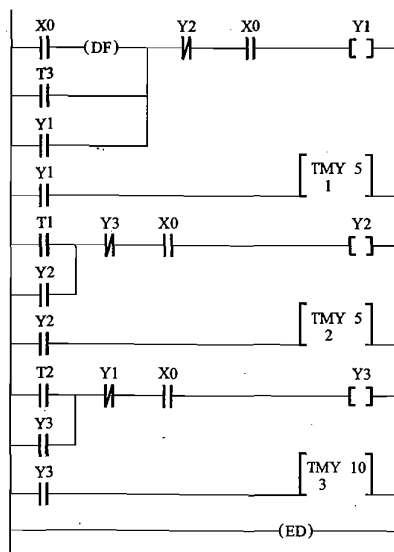 X0 Y2 X0 Y1
(DF)
T3
Y1
Y1
TMY 5
1
T1 Y3 X0 Y2
Y2
Y2
TMY 5
2
T2 Y1 X0 Y3
Y3
Y3
TMY 10
3
(ED)